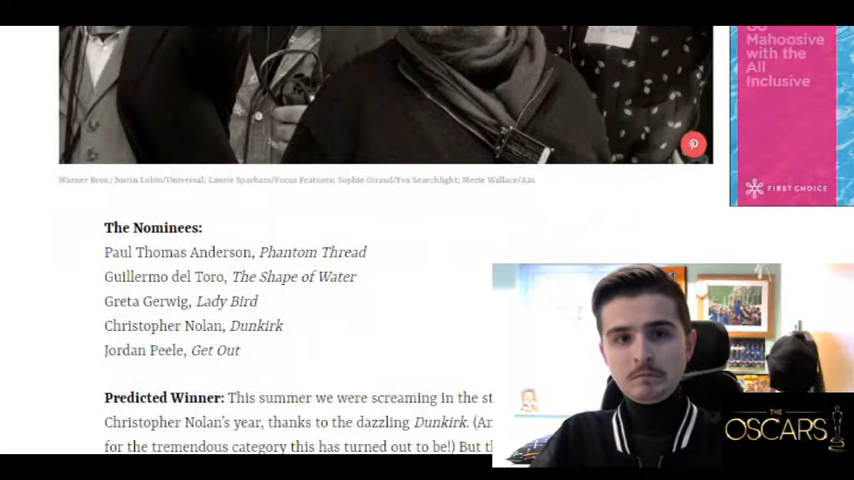 Go
Mahoosive
with the
All
Inclusive
FIRST CHOICE
Warner Bros.; Justin Lubin/Universal; Laurie Sparham/Focus Features; Sophie Giraud/Fox Searchlight; Merie Wallace/A24
The Nominees:
Paul Thomas Anderson, Phantom Thread
Guillermo del Toro, The Shape of Water
Greta Gerwig, Lady Bird
Christopher Nolan, Dunkirk
Jordan Peele, Get Out
Predicted Winner: This summer we were screaming in the st
Christopher Nolan's year, thanks to the dazzling Dunkirk. (An
for the tremendous category this has turned out to be!) But th
THE
OSCARS